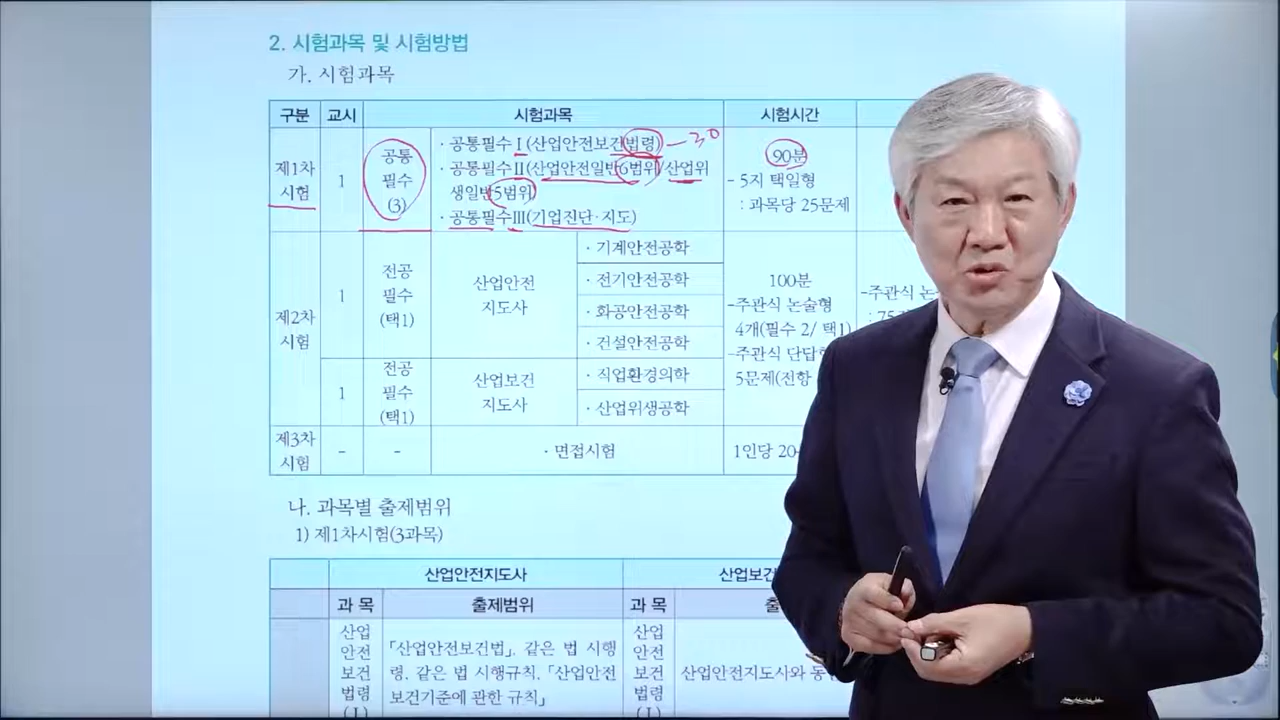 2. 시험과목 및 시험방법
가. 시험과목
구분 교시 시험과목 시험시간
제1차 시험 1 공통 필수 (3)
· 공통필수Ⅰ(산업안전보건법령) - 30
· 공통필수Ⅱ(산업안전일반6범위/산업위
생일반5범위)
· 공통필수Ⅲ(기업진단·지도)
90분
- 5지 택일형
: 과목당 25문제
제2차 시험
1 전공 필수 (택1) 산업안전 지도사
· 기계안전공학
· 전기안전공학
· 화공안전공학
· 건설안전공학
1 전공 필수 (택1) 산업보건 지도사
· 직업환경의학
· 산업위생공학
100분
-주관식 논술형
4개(필수 2/ 택1)
-주관식
5문제(전항
-주관식
제3차 시험 - - · 면접시험 1인당 20
나. 과목별 출제범위
1) 제1차시험(3과목)
산업안전지도사 산업보건
과 목 출제범위 과 목
산업 안전 보건 법령 (Ⅰ)
「산업안전보건법」, 같은 법 시행
령, 같은 법 시행규칙, 「산업안전
보건기준에 관한 규칙」
산업 안전 보건 법령 (Ⅰ)
산업안전지도사와